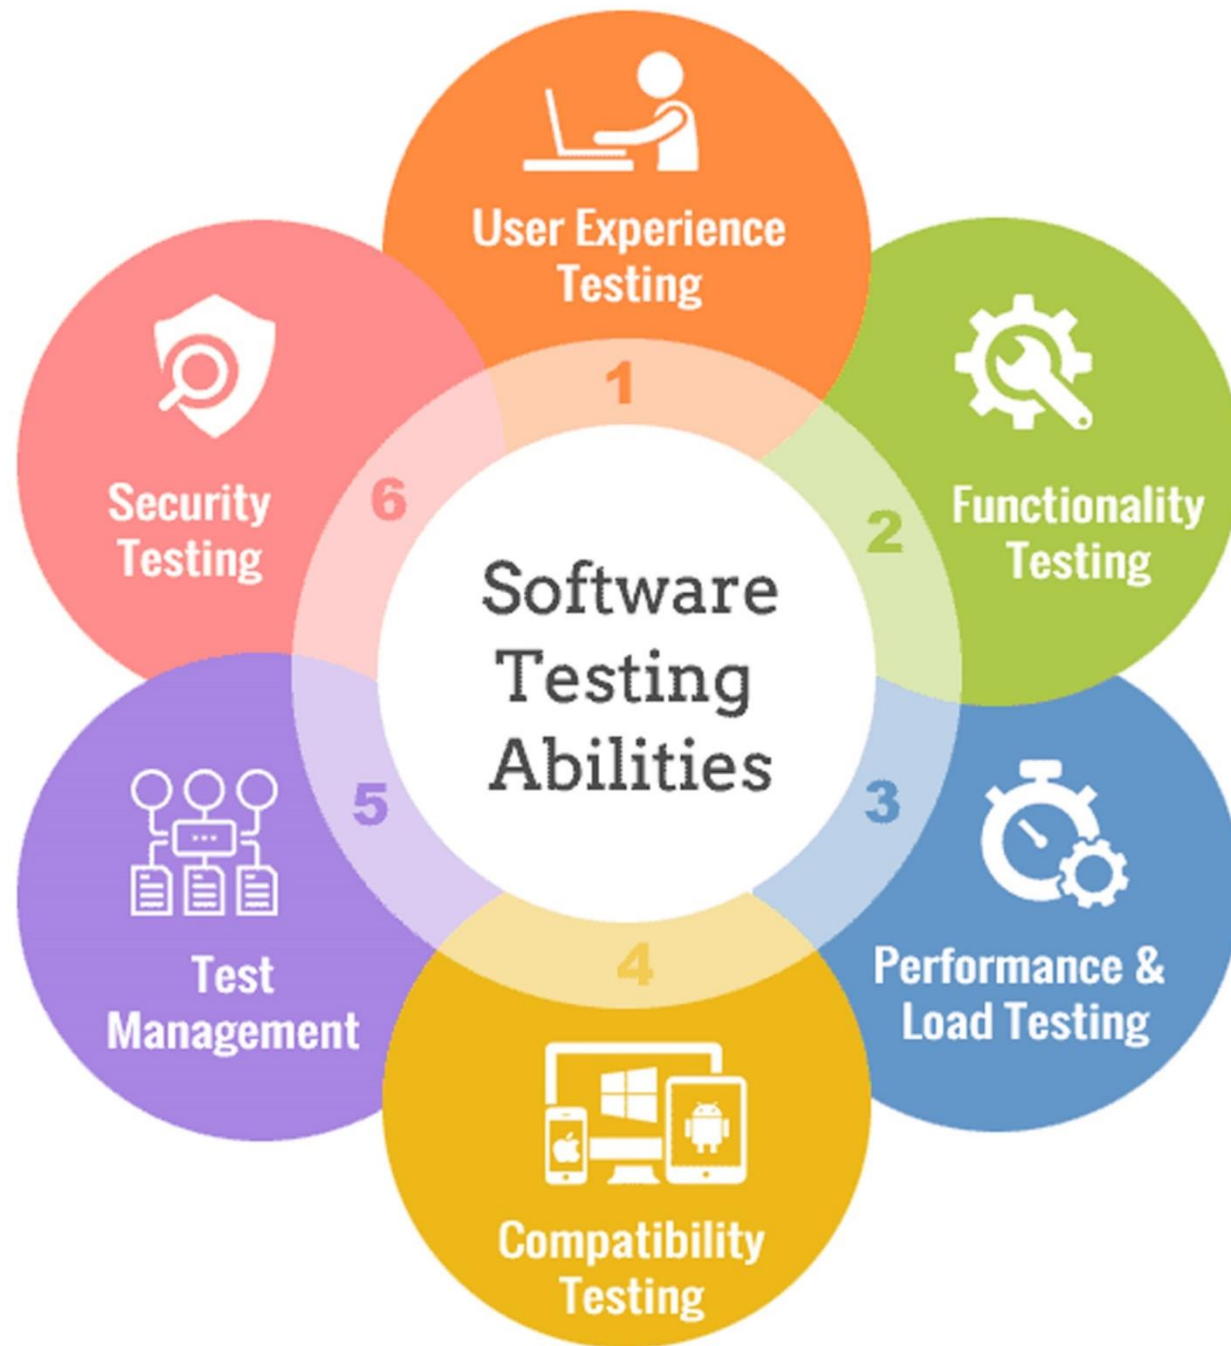 Software
Testing
Abilities
1
User Experience
Testing
2
Functionality
Testing
3
Performance &
Load Testing
4
Compatibility
Testing
5
Test
Management
6
Security
Testing